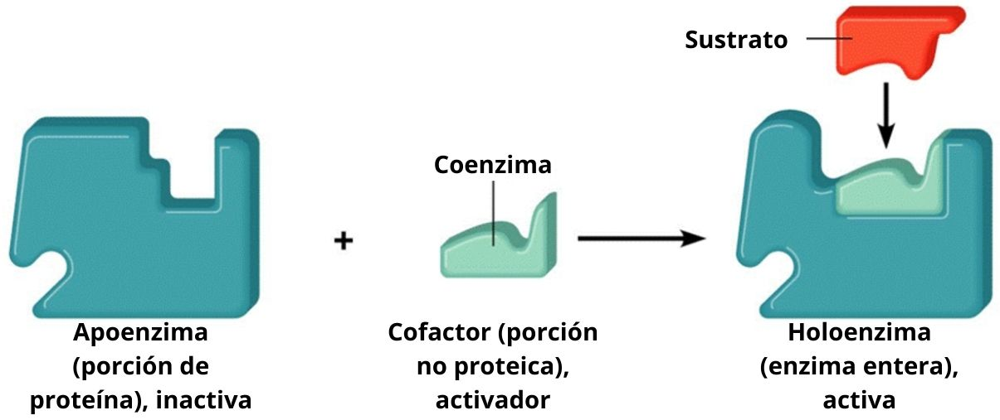 Sustrato
Coenzima
+
Apoenzima
(porción de
proteína), inactiva
Cofactor (porción
no proteica),
activador
Holoenzima
(enzima entera),
activa